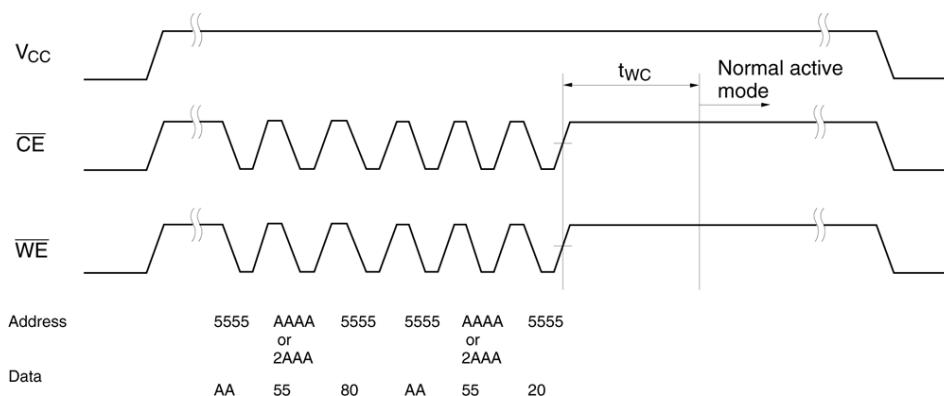 VCC
tWC
Normal active
mode
CE
WE
Address 5555 AAAA 5555 5555 AAAA 5555
or or
2AAA 2AAA
Data AA 55 80 AA 55 20